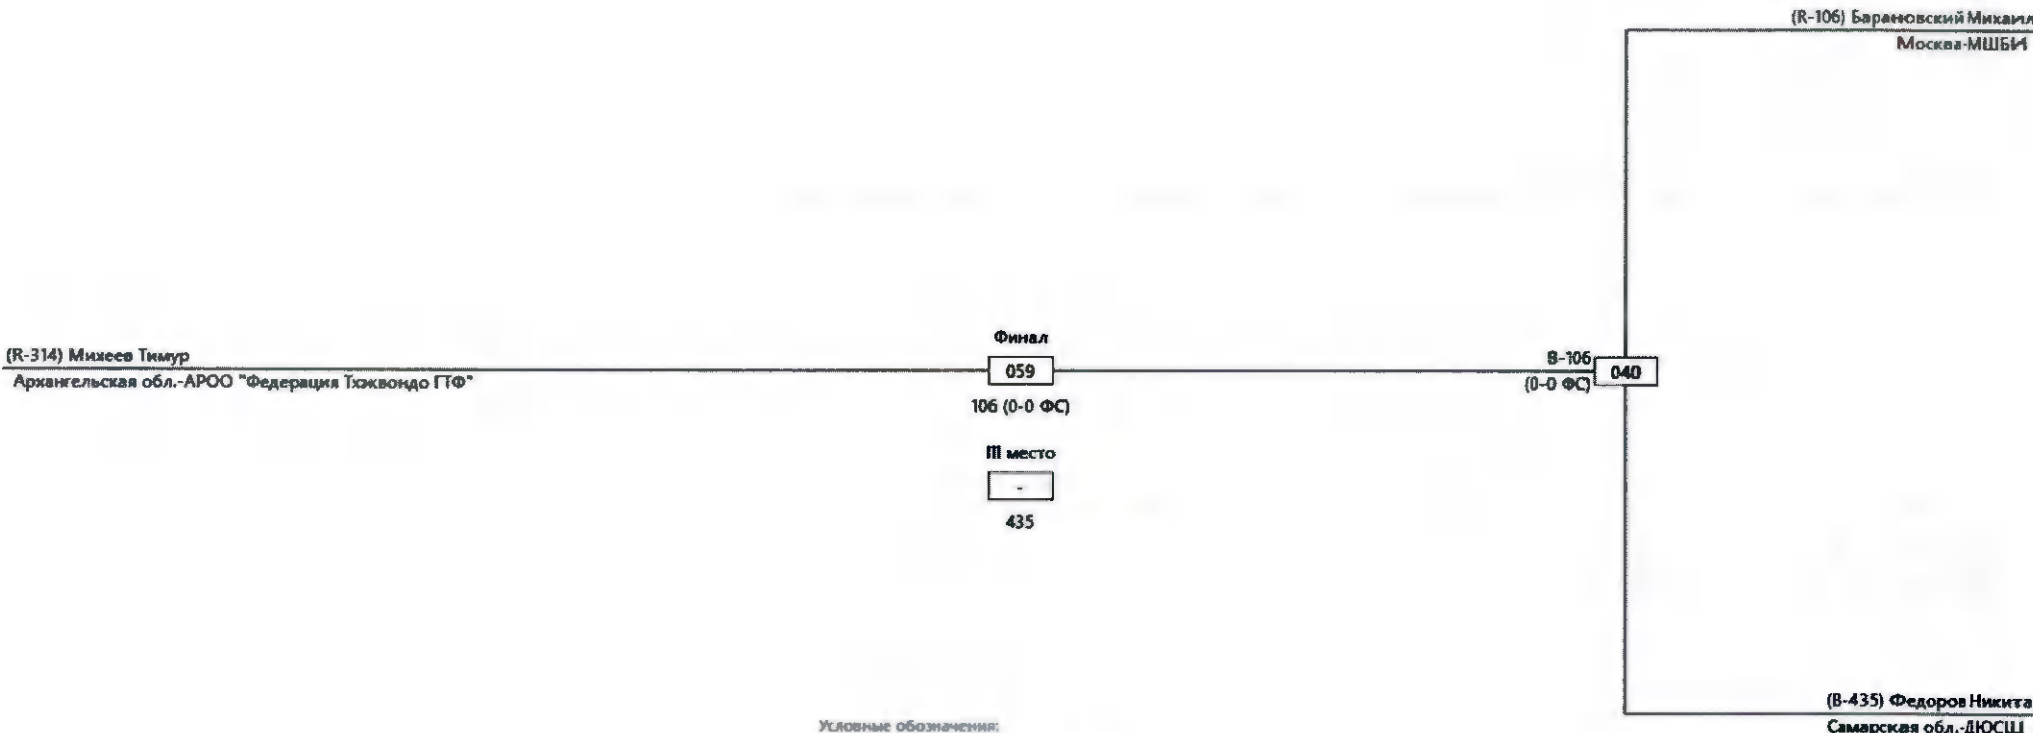 (R-106) Барановский Михаил
Москва-МШБИ
Финал
(R-314) Михеев Тимур
059
B-106
040
Архангельская обл.-АРОО "Федерация Тхэквондо ГТФ"
(0-0 ФС)
106 (0-0 ФС)
III место
-
435
(B-435) Федоров Никита
Самарская обл.-ДЮСШ
Условные обозначения: